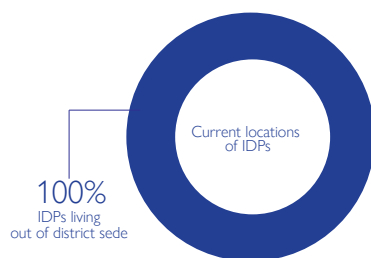 Current locations
of IDPs
100%
IDPs living
out of district sede